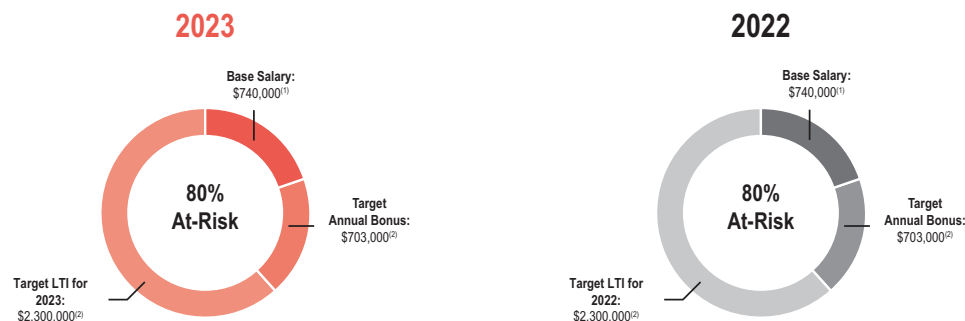 2023
Base Salary:
$740,000(1)
80%
At-Risk
Target
Annual Bonus:
$703,000(2)
Target LTI for
2023:
$2,300,000(2)
2022
Base Salary:
$740,000(1)
80%
At-Risk
Target
Annual Bonus:
$703,000(2)
Target LTI for
2022:
$2,300,000(2)